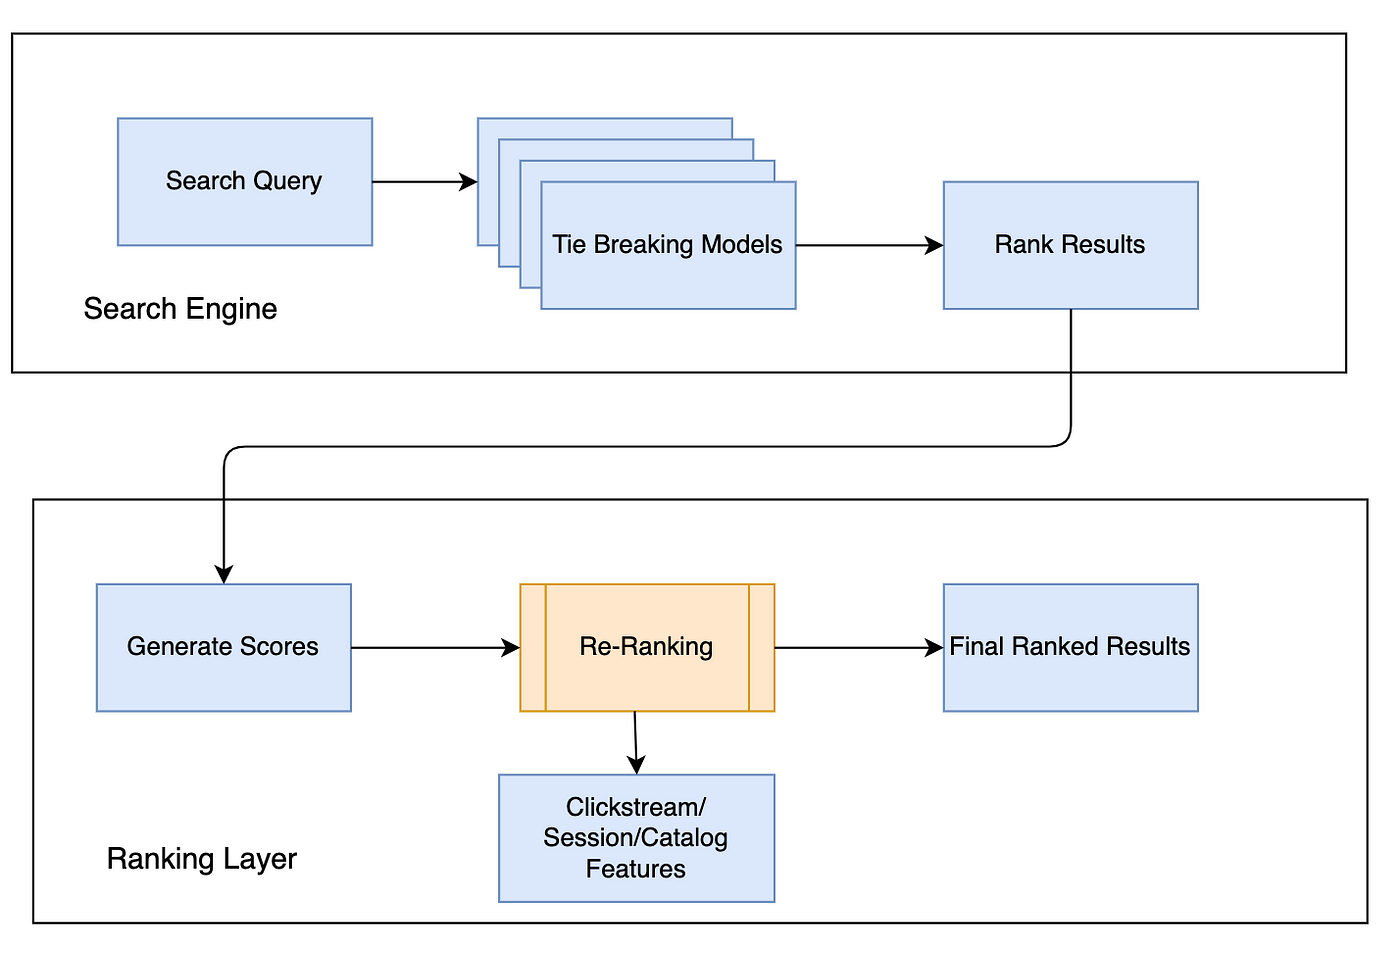 Search Query
Tie Breaking Models
Rank Results
Search Engine
Generate Scores
Re-Ranking
Final Ranked Results
Clickstream/
Session/Catalog
Features
Ranking Layer